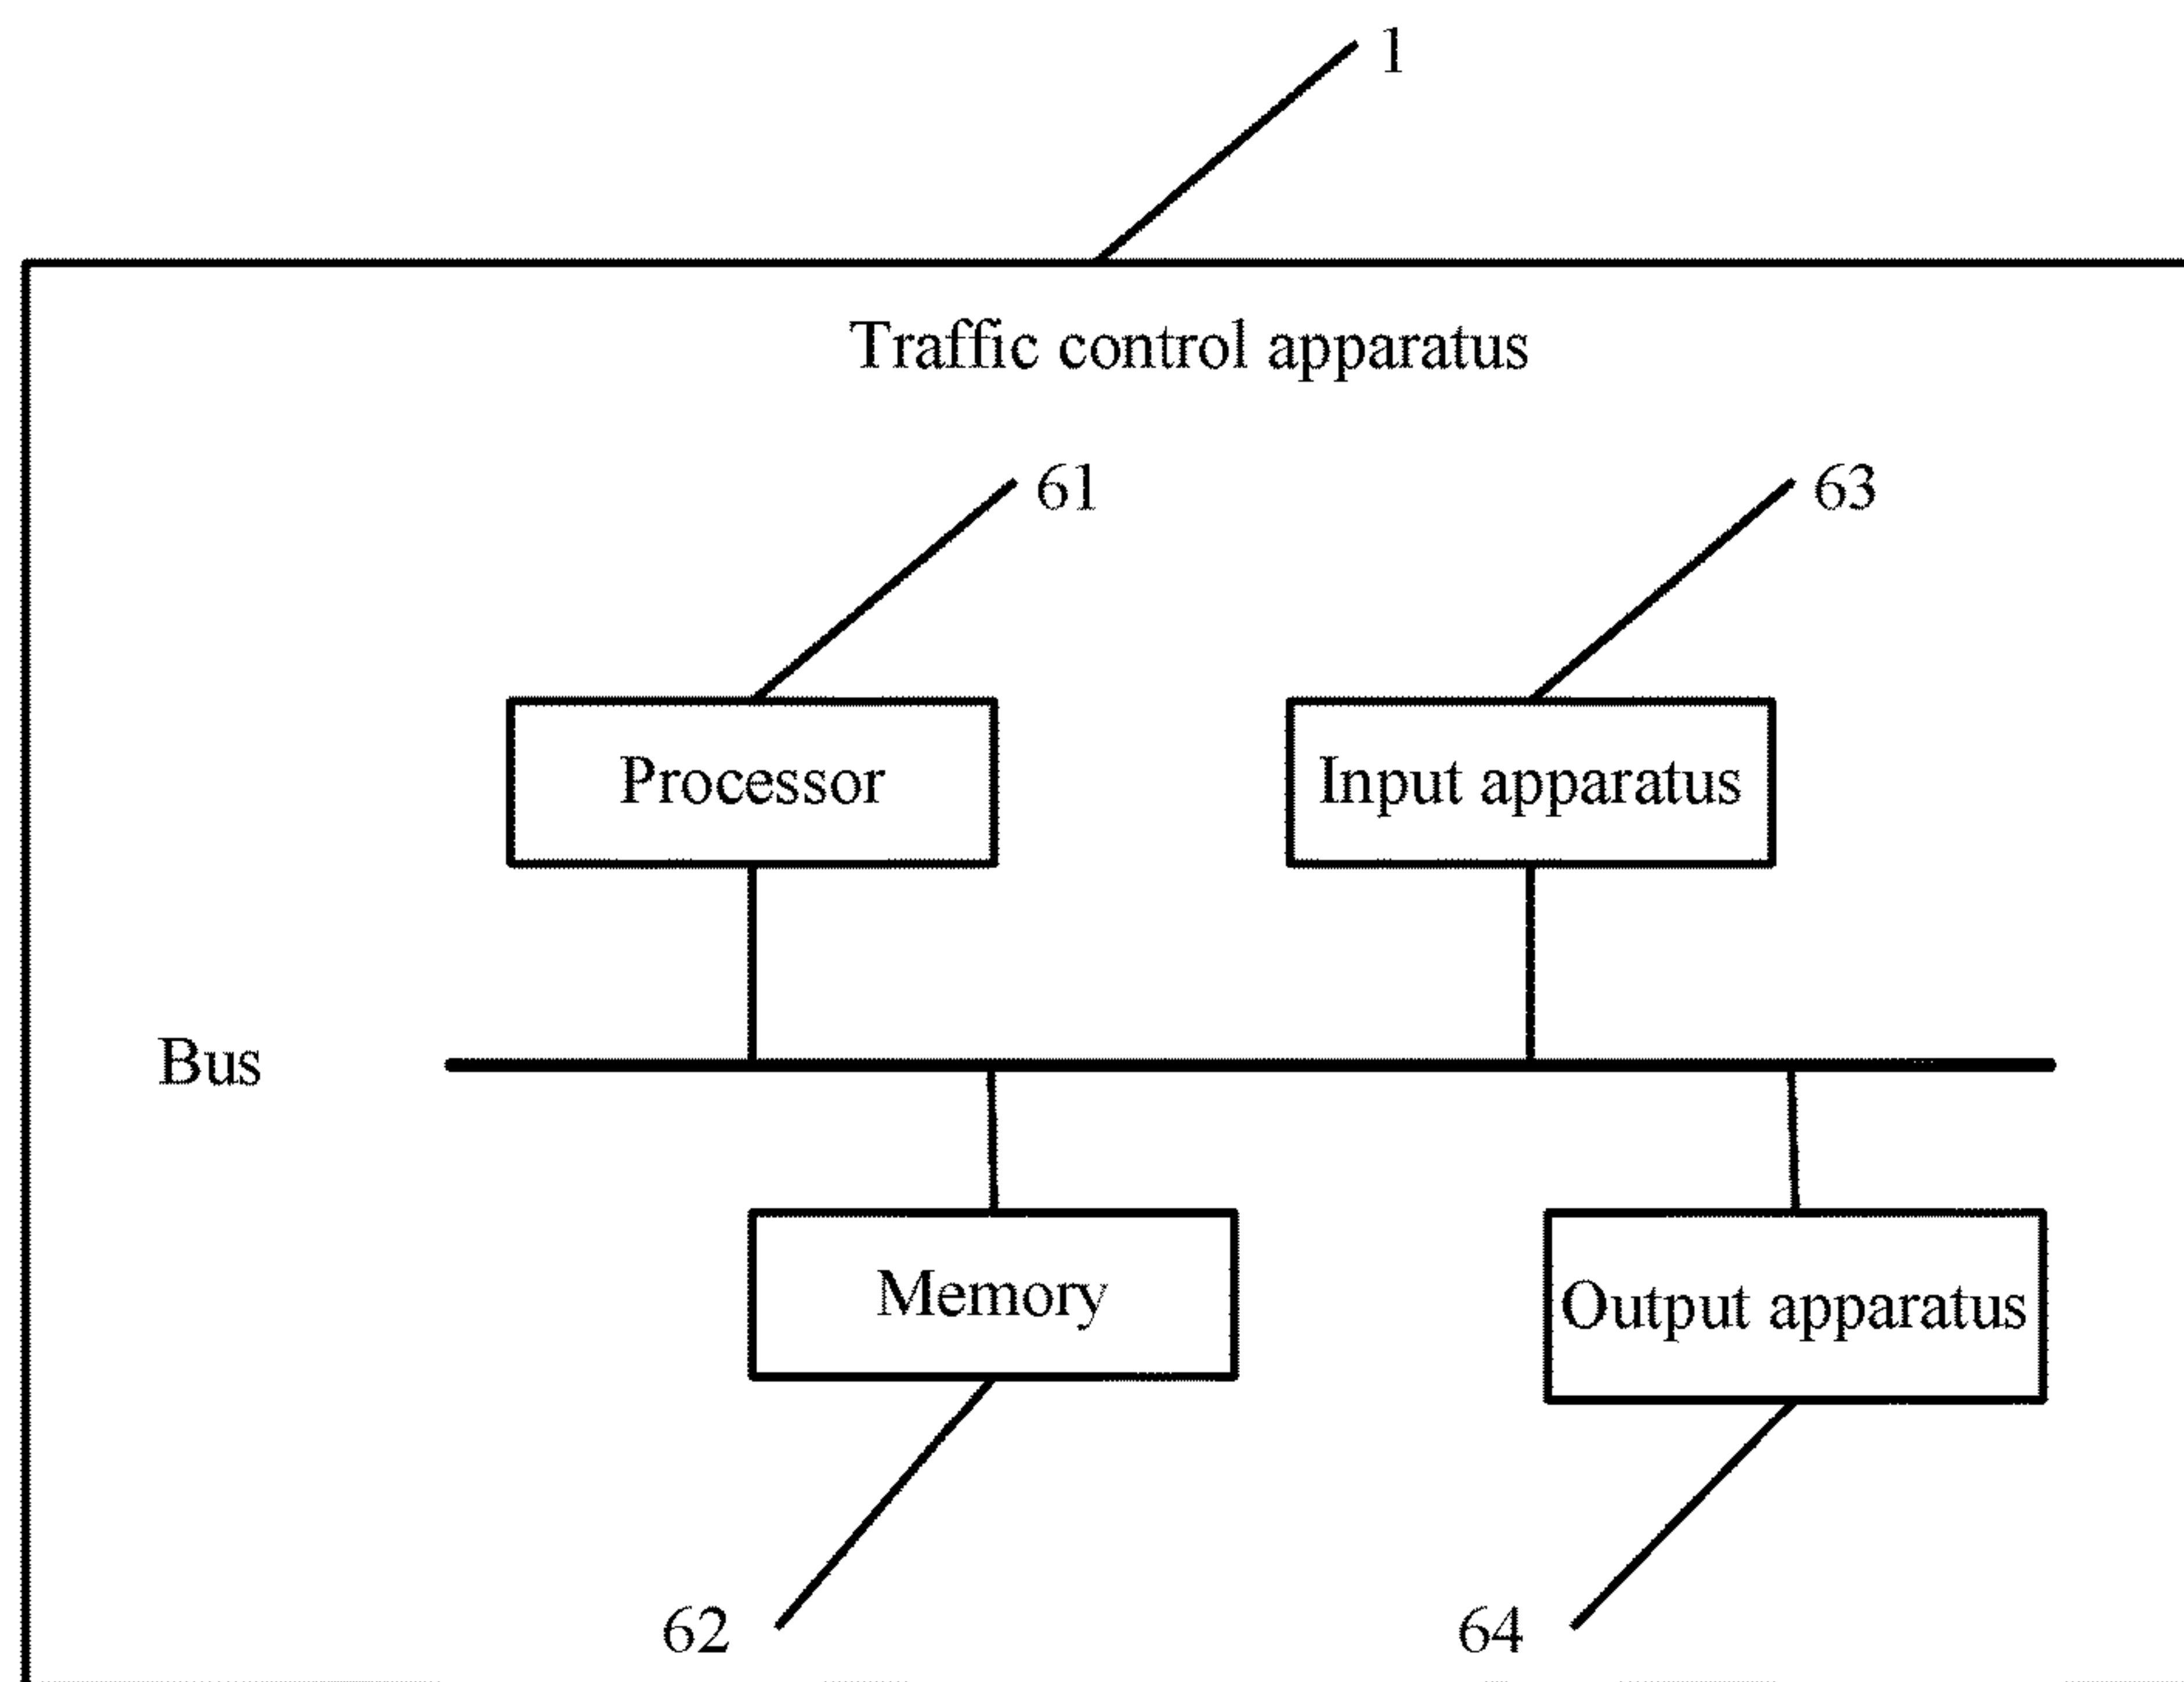 1
Traffic control apparatus
61
63
Processor
Input apparatus
Bus
Memory
Output apparatus
62
64